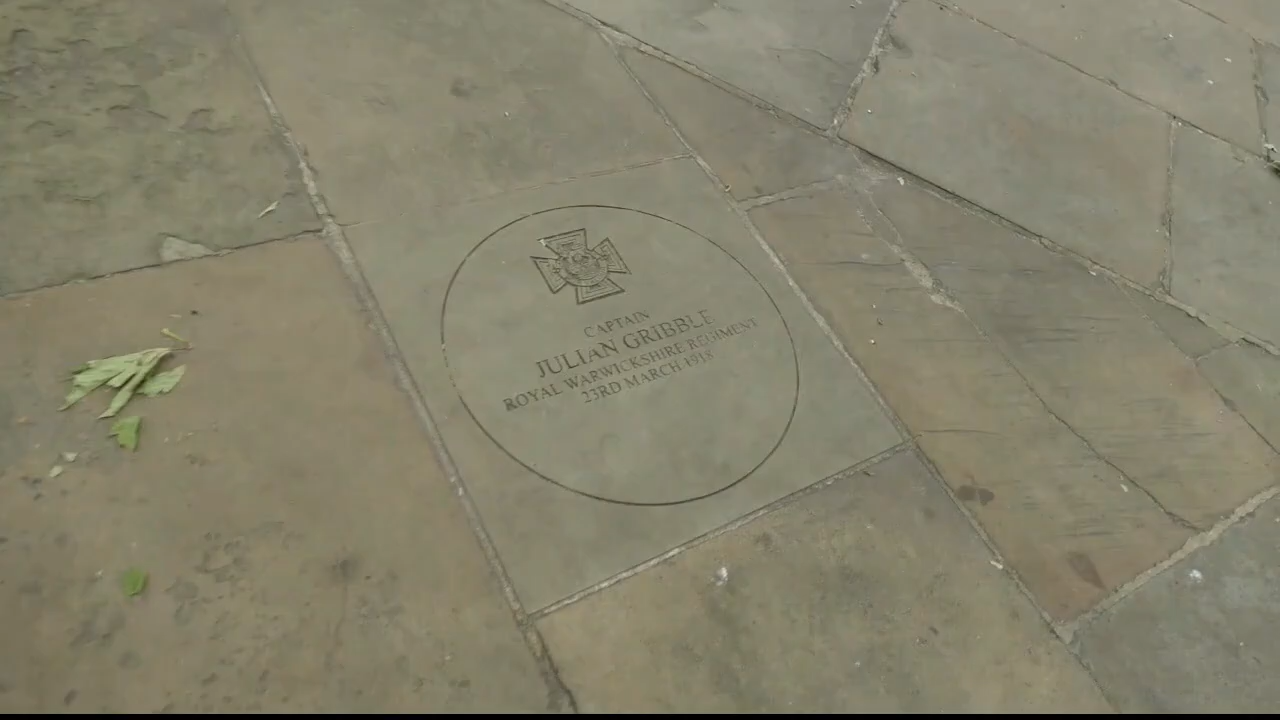 CAPTAIN
JULIAN GRIBBLE
ROYAL WARWICKSHIRE REGIMENT
23RD MARCH 1918